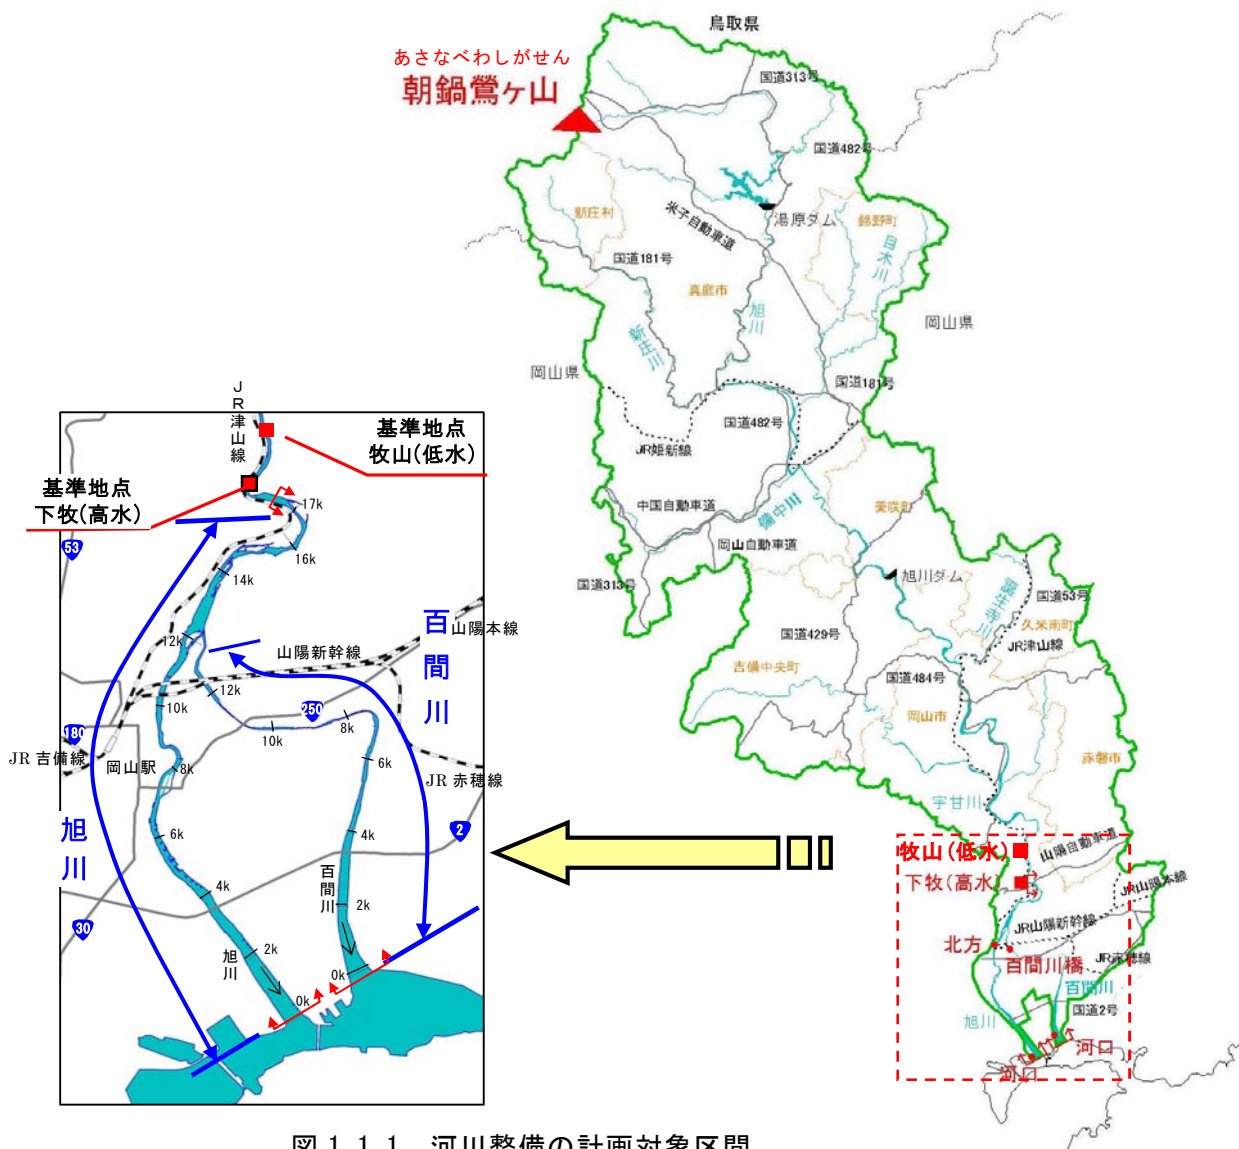 鳥取県
あさなべわしがせん
朝鍋鷲ヶ山
国道313号
国道482号
湯原ダム
鏡野町
目木川
新庄村
米子自動車道
国道181号
真庭市
旭川
新庄川
岡山県
岡山県
国道181号
国道482号
JR姫新線
中国自動車道
備中川
美咲町
岡山自動車道
国道313号
旭川ダム
誕生寺川
国道53号
久米南町
JR津山線
国道429号
吉備中央町
国道484号
岡山市
赤磐市
宇甘川
牧山(低水)
山陽自動車道
下牧(高水)
JR山陽本線
JR山陽新幹線
北方
百間川橋
JR赤穂線
百間川
旭川
国道2号
河口
河口
JR津山線
基準地点
牧山(低水)
基準地点
下牧(高水)
17k
53
16k
14k
百間川
山陽本線
12k
山陽新幹線
12k
10k
250
8k
10k
180
JR吉備線
岡山駅
8k
6k
JR赤穂線
旭川
6k
4k
2
百間川
4k
2k
30
旭川
2k
0k
0k
図1.1.1 河川整備の計画対象区間